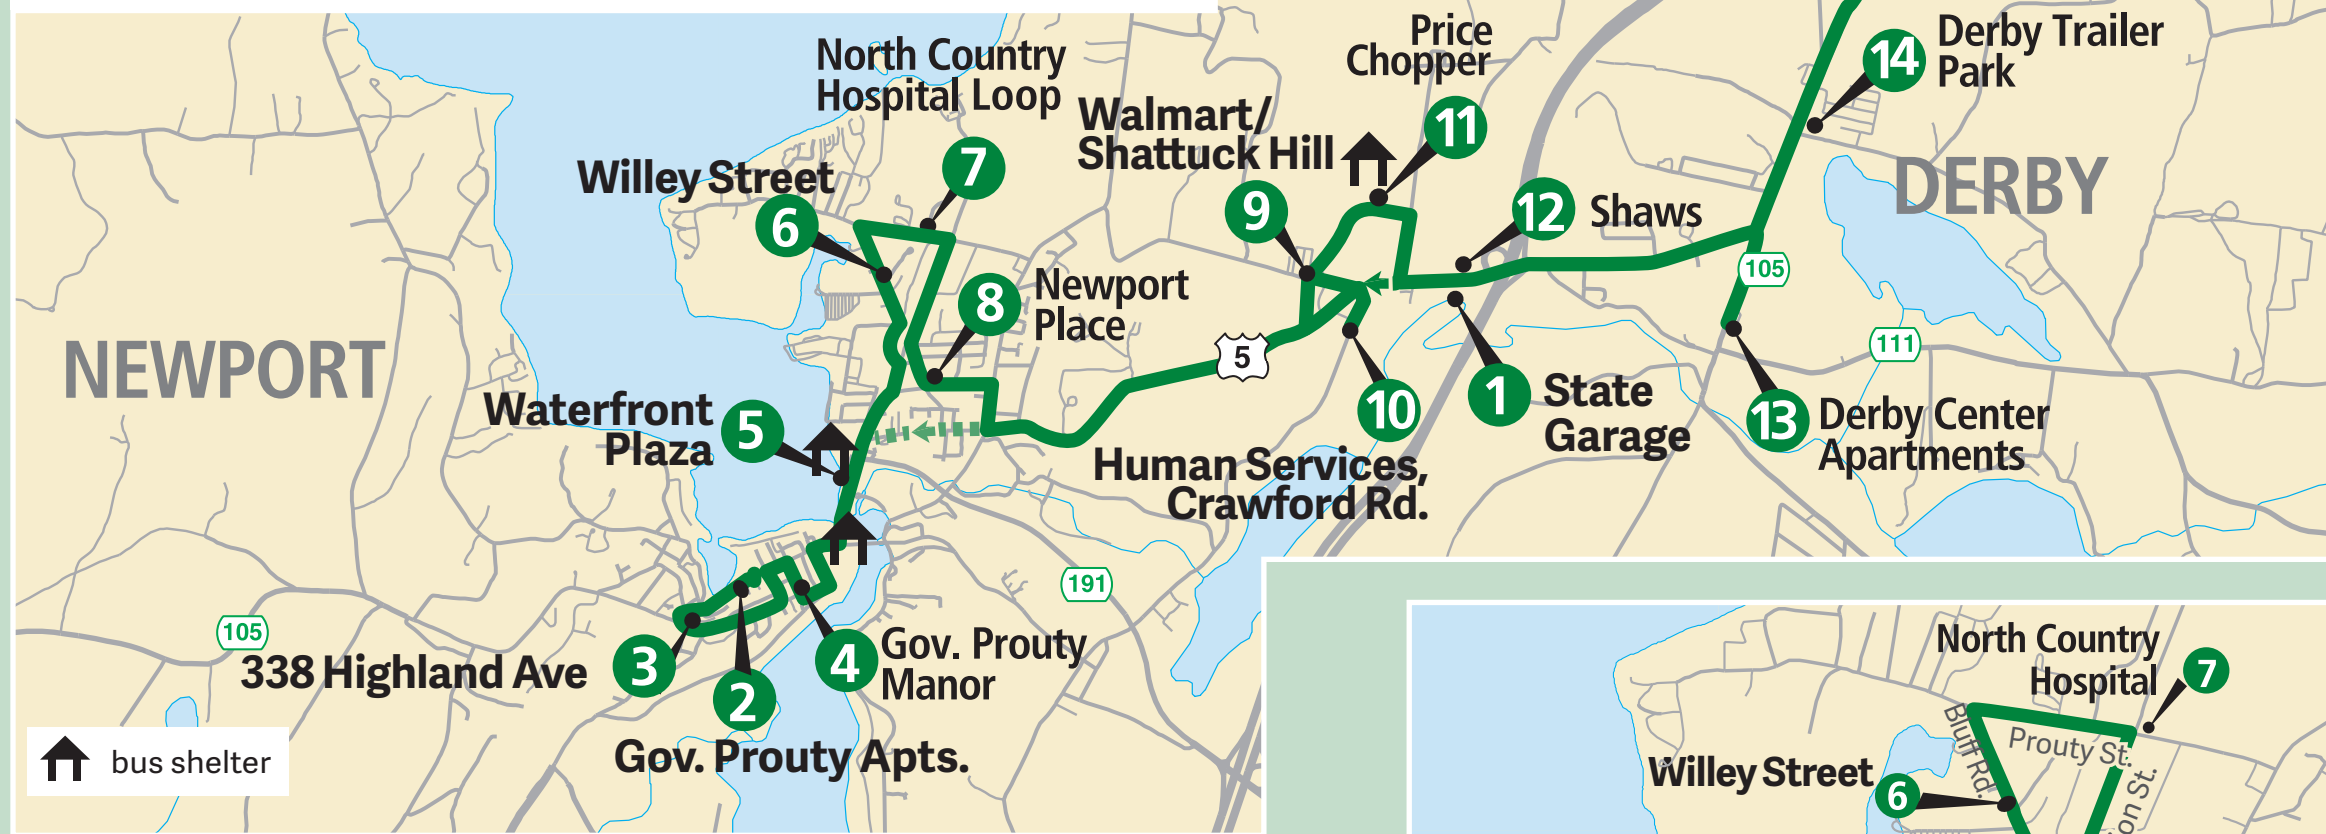 North Country
Hospital Loop
7
Willey Street
6
Price
Chopper
11
Walmart/
Shattuck Hill
9
12
Shaws
14
Derby Trailer
Park
DERBY
105
8
Newport
Place
NEWPORT
5
111
Waterfront
Plaza
5
10
1
State
Garage
13
Derby Center
Apartments
Human Services,
Crawford Rd.
191
105
338 Highland Ave
3
2
4
Gov. Prouty
Manor
Gov. Prouty Apts.
bus shelter
North Country
Hospital
7
Bluff Rd.
Prouty St.
Willey Street
6
on St.